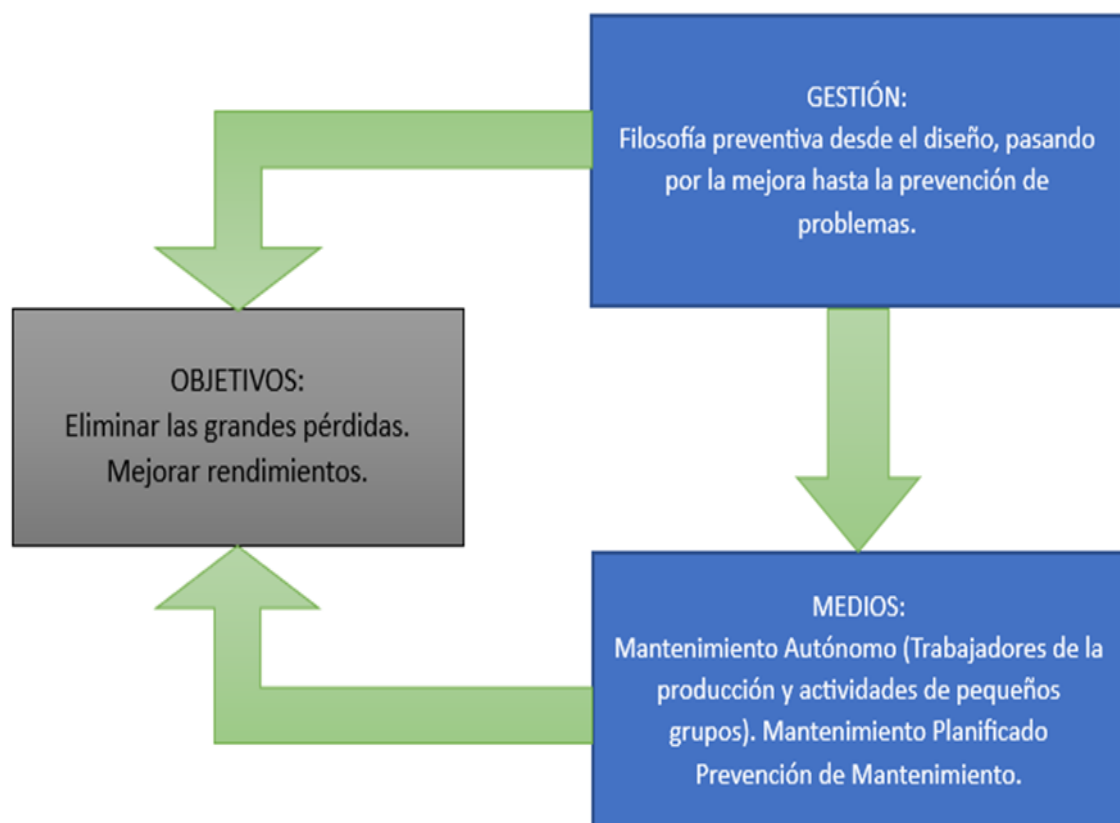 GESTIÓN:
Filosofía preventiva desde el diseño, pasando
por la mejora hasta la prevención de
problemas.
OBJETIVOS:
Eliminar las grandes pérdidas.
Mejorar rendimientos.
MEDIOS:
Mantenimiento Autónomo (Trabajadores de la
producción y actividades de pequeños
grupos). Mantenimiento Planificado
Prevención de Mantenimiento.